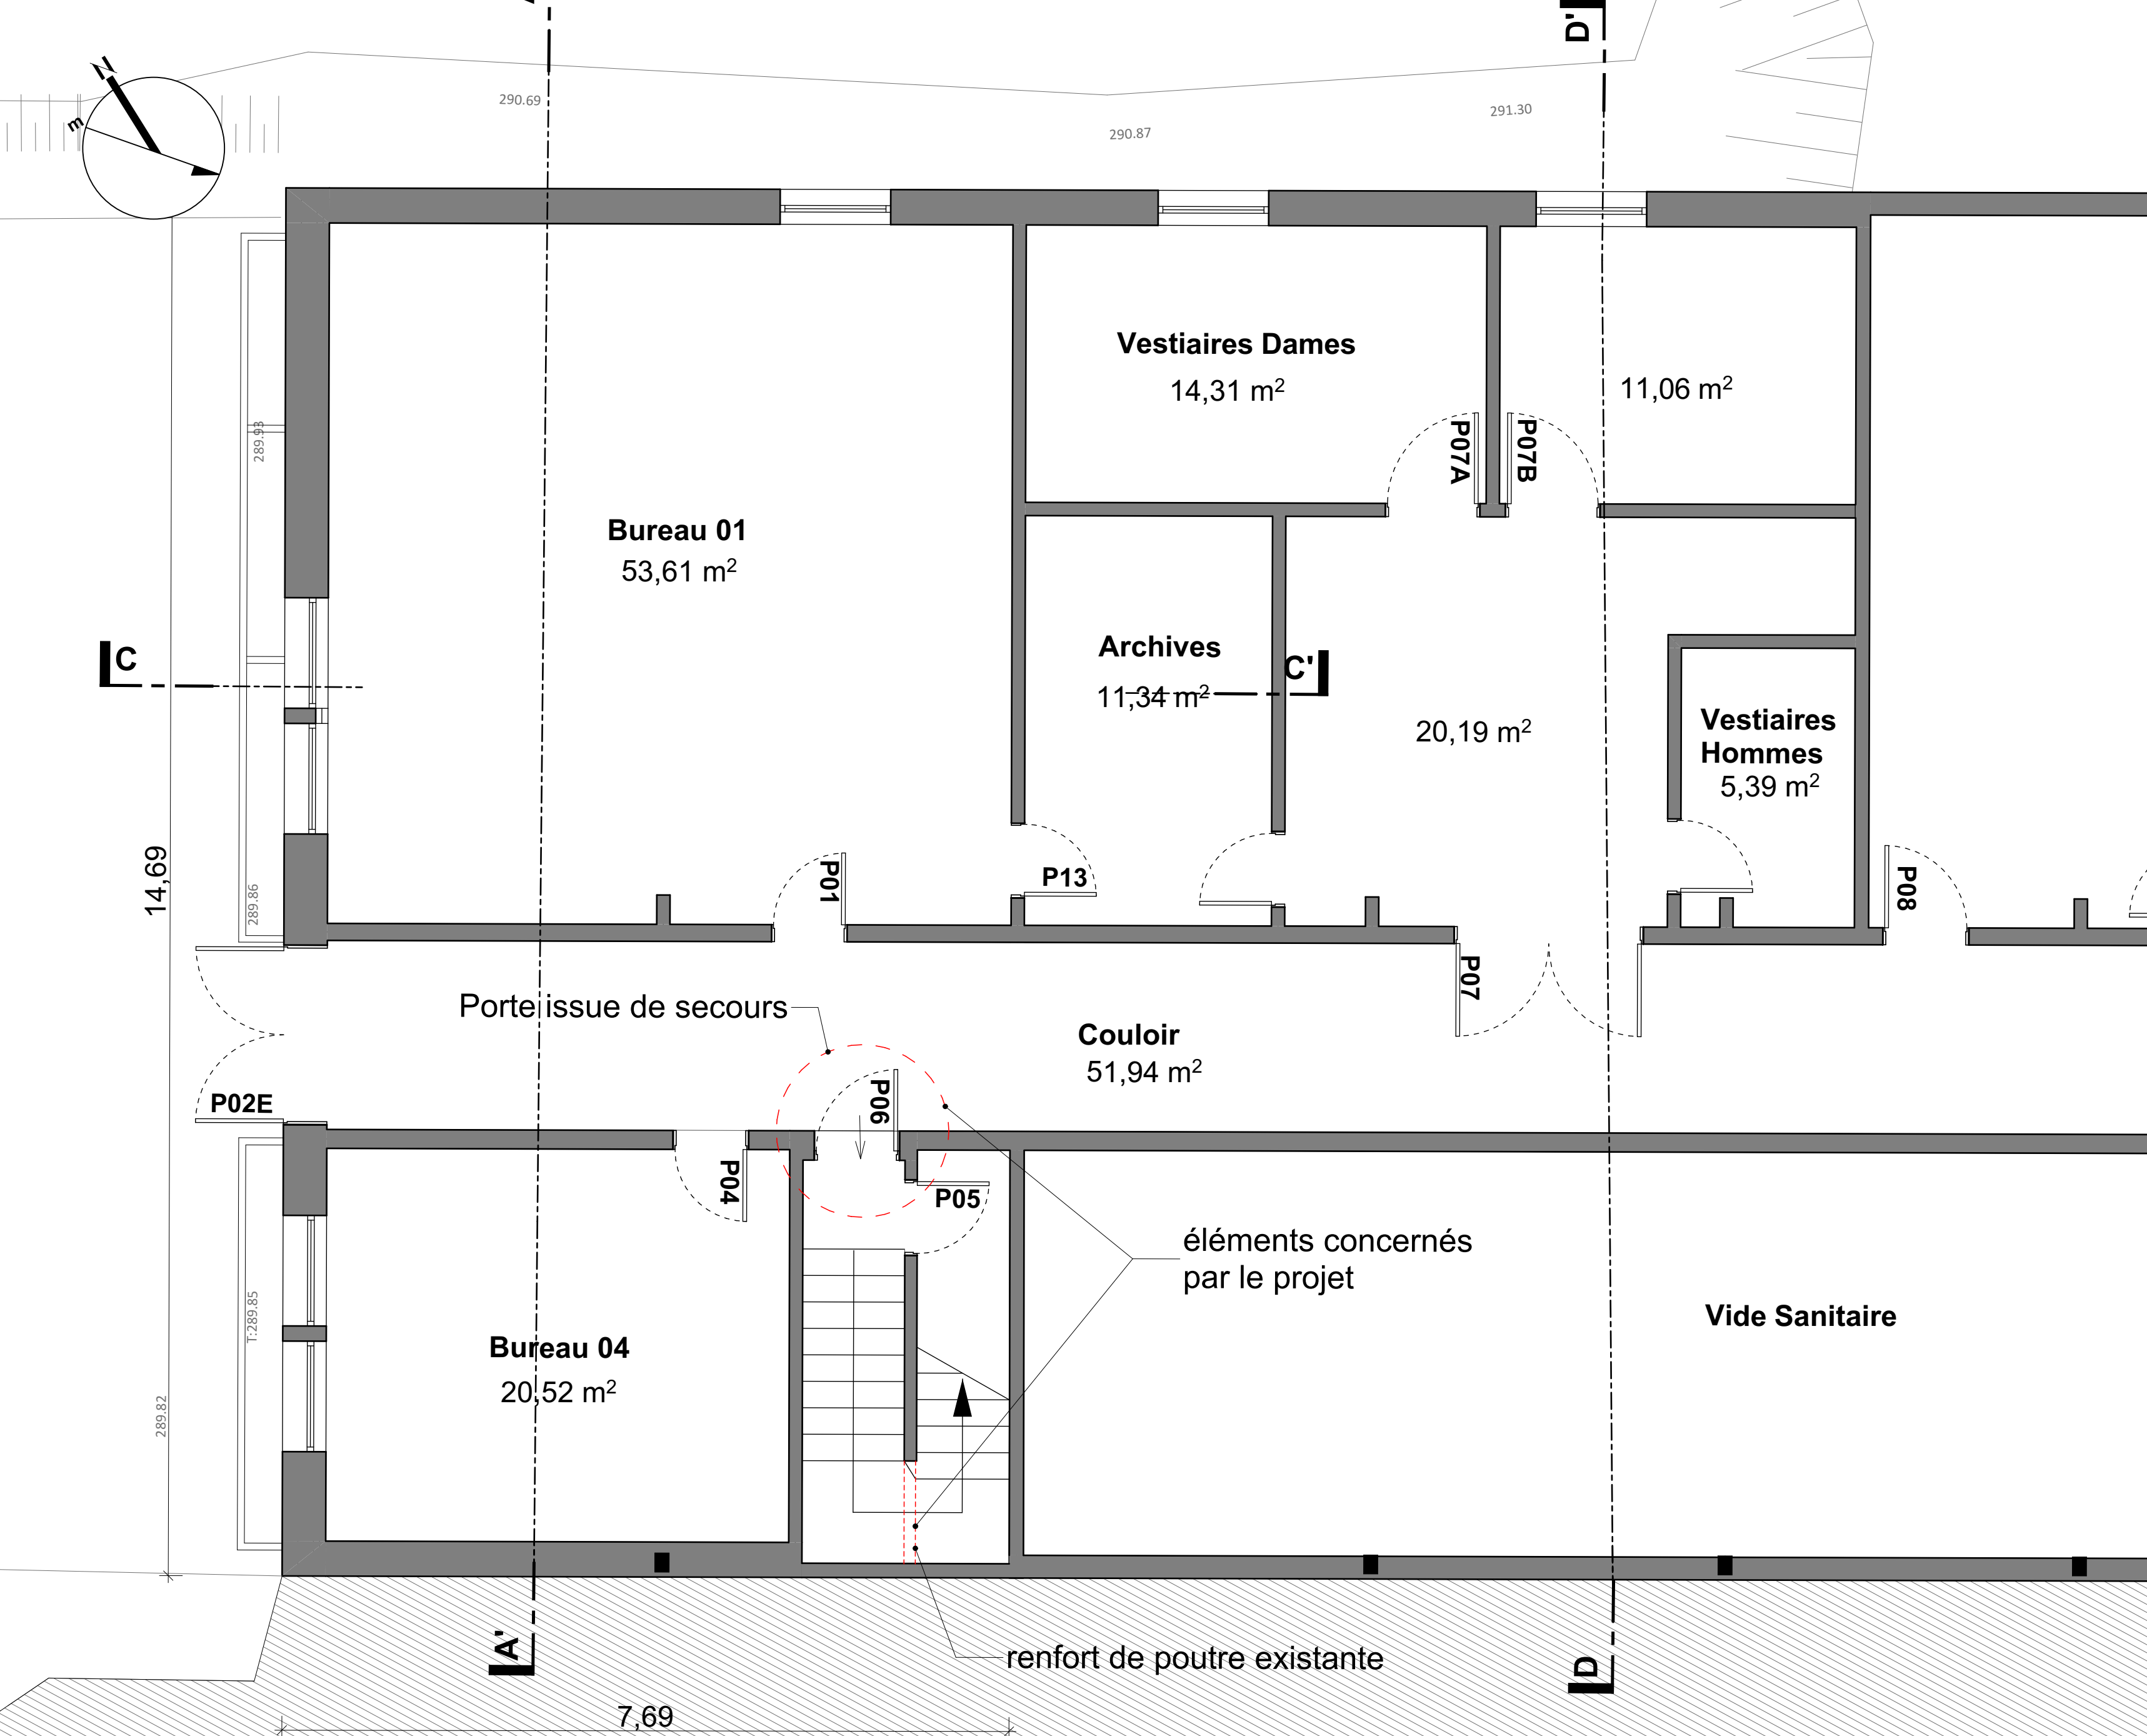 D'
N
m
290.69
290.87
291.30
289.93
Vestiaires Dames
14,31 m²
11,06 m²
P07A
P07B
Bureau 01
53,61 m²
C
Archives
11,34 m²
C'
20,19 m²
Vestiaires
Hommes
5,39 m²
14,69
289.86
P01
P13
P08
P07
Porte issue de secours
Couloir
51,94 m²
P02E
P06
P04
P05
éléments concernés
par le projet
T:289.85
Vide Sanitaire
Bureau 04
20,52 m²
289.82
A'
renfort de poutre existante
D
7,69